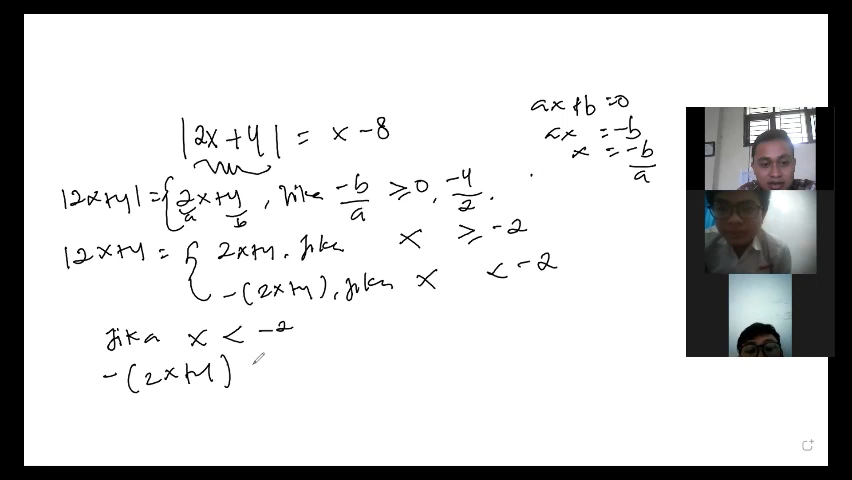 |2x+4| = x-8
ax+b=0
ax = -b
x = -b/a
|2x+4| = { 2x+4, jika -b/a ≥ 0, -4/2.
a b
|2x+4 = { 2x+4, jika x ≥ -2
-(2x+4), jika x < -2
jika x < -2
-(2x+4)